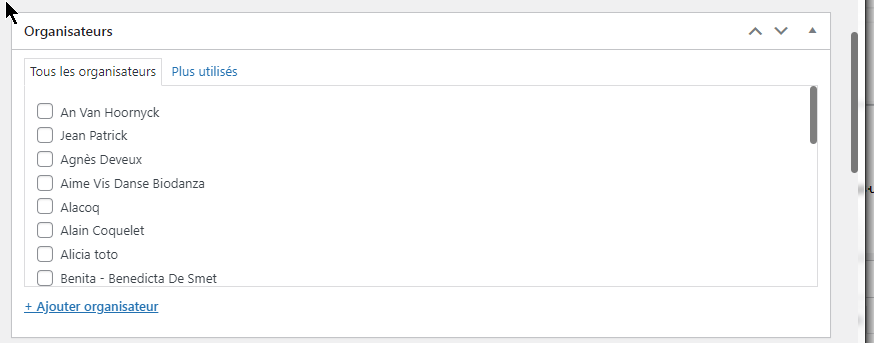 Organisateurs
Tous les organisateurs Plus utilisés
An Van Hoornyck
Jean Patrick
Agnès Deveux
Aime Vis Danse Biodanza
Alacoq
Alain Coquelet
Alicia toto
Benita - Benedicta De Smet
+ Ajouter organisateur